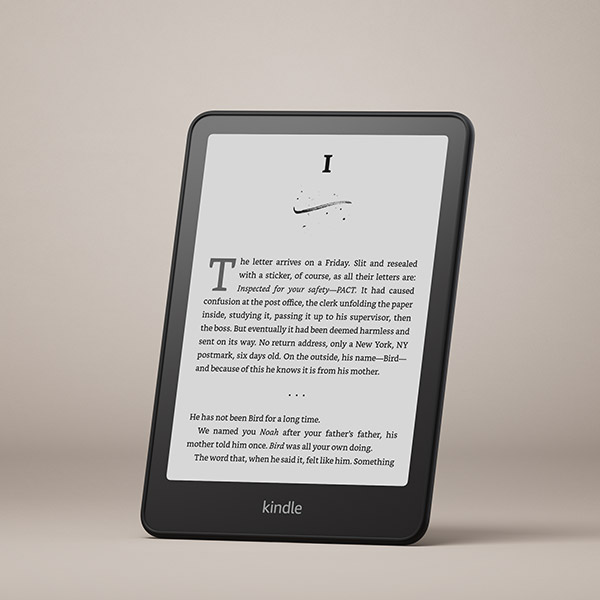 I
The letter arrives on a Friday. Slit and resealed
with a sticker, of course, as all their letters are:
Inspected for your safety—PACT. It had caused
confusion at the post office, the clerk unfolding the paper
inside, studying it, passing it up to his supervisor, then
the boss. But eventually it had been deemed harmless and
sent on its way. No return address, only a New York, NY
postmark, six days old. On the outside, his name—Bird—
and because of this he knows it is from his mother.
. . .
He has not been Bird for a long time.
We named you Noah after your father’s father, his
mother told him once. Bird was all your own doing.
The word that, when he said it, felt like him. Something
kindle